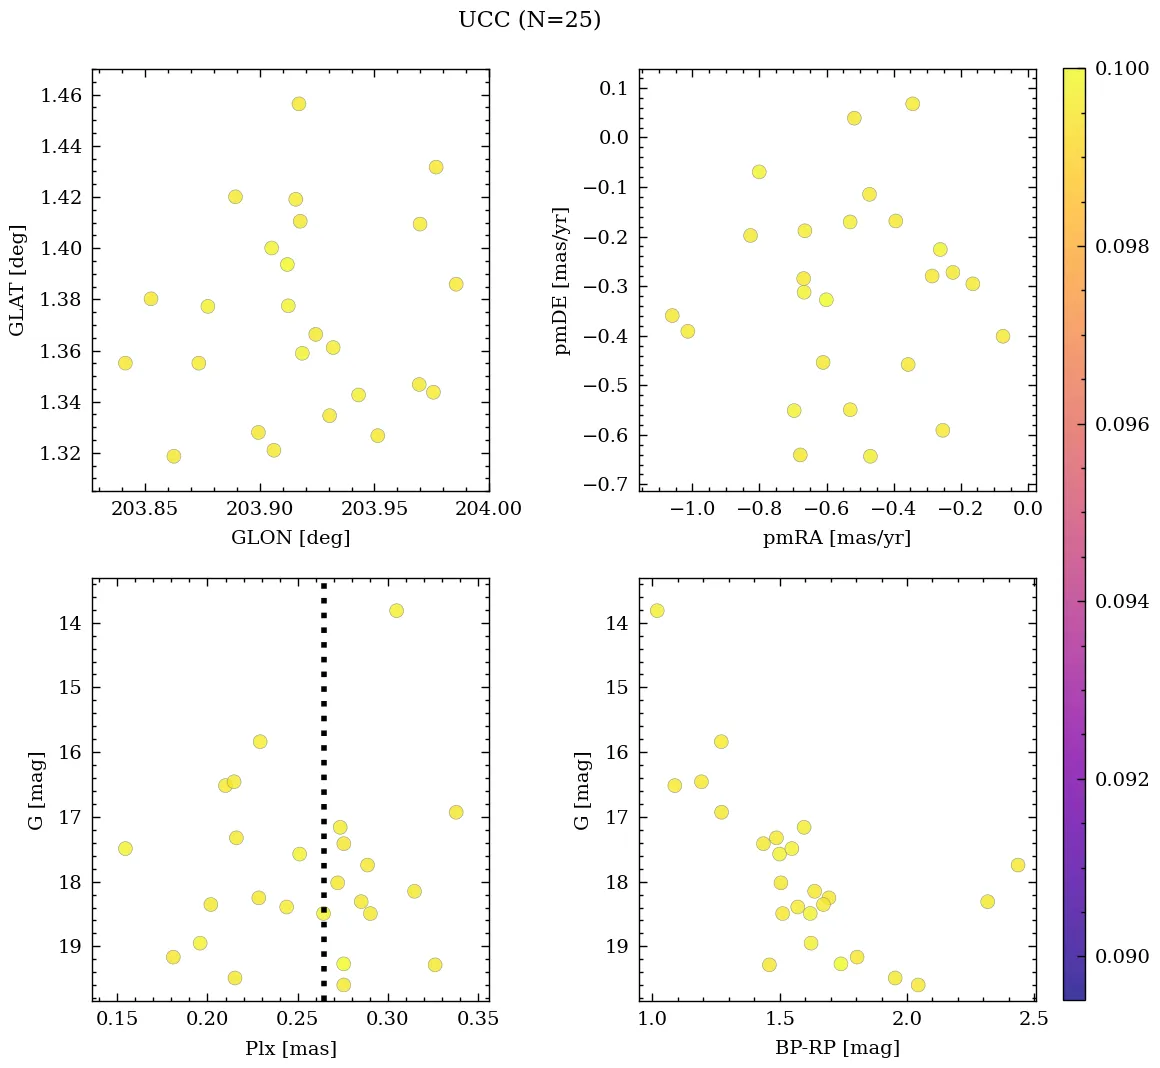 UCC (N=25)
1.46
1.44
1.42
1.40
1.38
1.36
1.34
1.32
GLAT [deg]
203.85 203.90 203.95 204.00
GLON [deg]
0.1
0.0
−0.1
−0.2
−0.3
−0.4
−0.5
−0.6
−0.7
pmDE [mas/yr]
−1.0 −0.8 −0.6 −0.4 −0.2 0.0
pmRA [mas/yr]
14
15
16
17
18
19
G [mag]
0.15 0.20 0.25 0.30 0.35
Plx [mas]
14
15
16
17
18
19
G [mag]
1.0 1.5 2.0 2.5
BP-RP [mag]
0.100
0.098
0.096
0.094
0.092
0.090